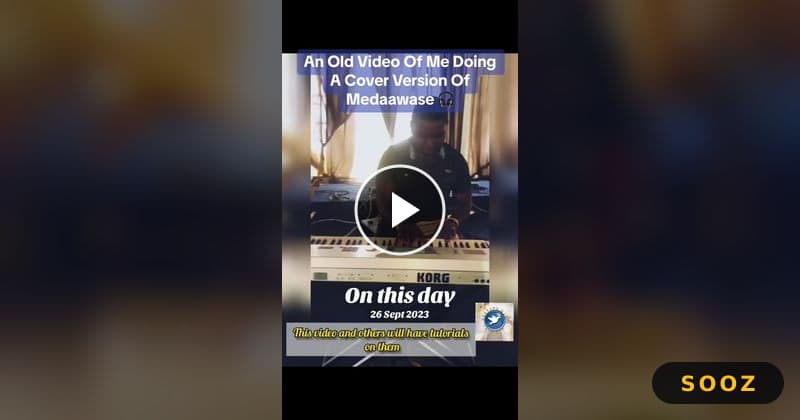 An Old Video Of Me Doing
A Cover Version Of
Medaawase 🎧
KORG
On this day
26 Sept 2023
This video and others will have tutorials
on them
SOOZ